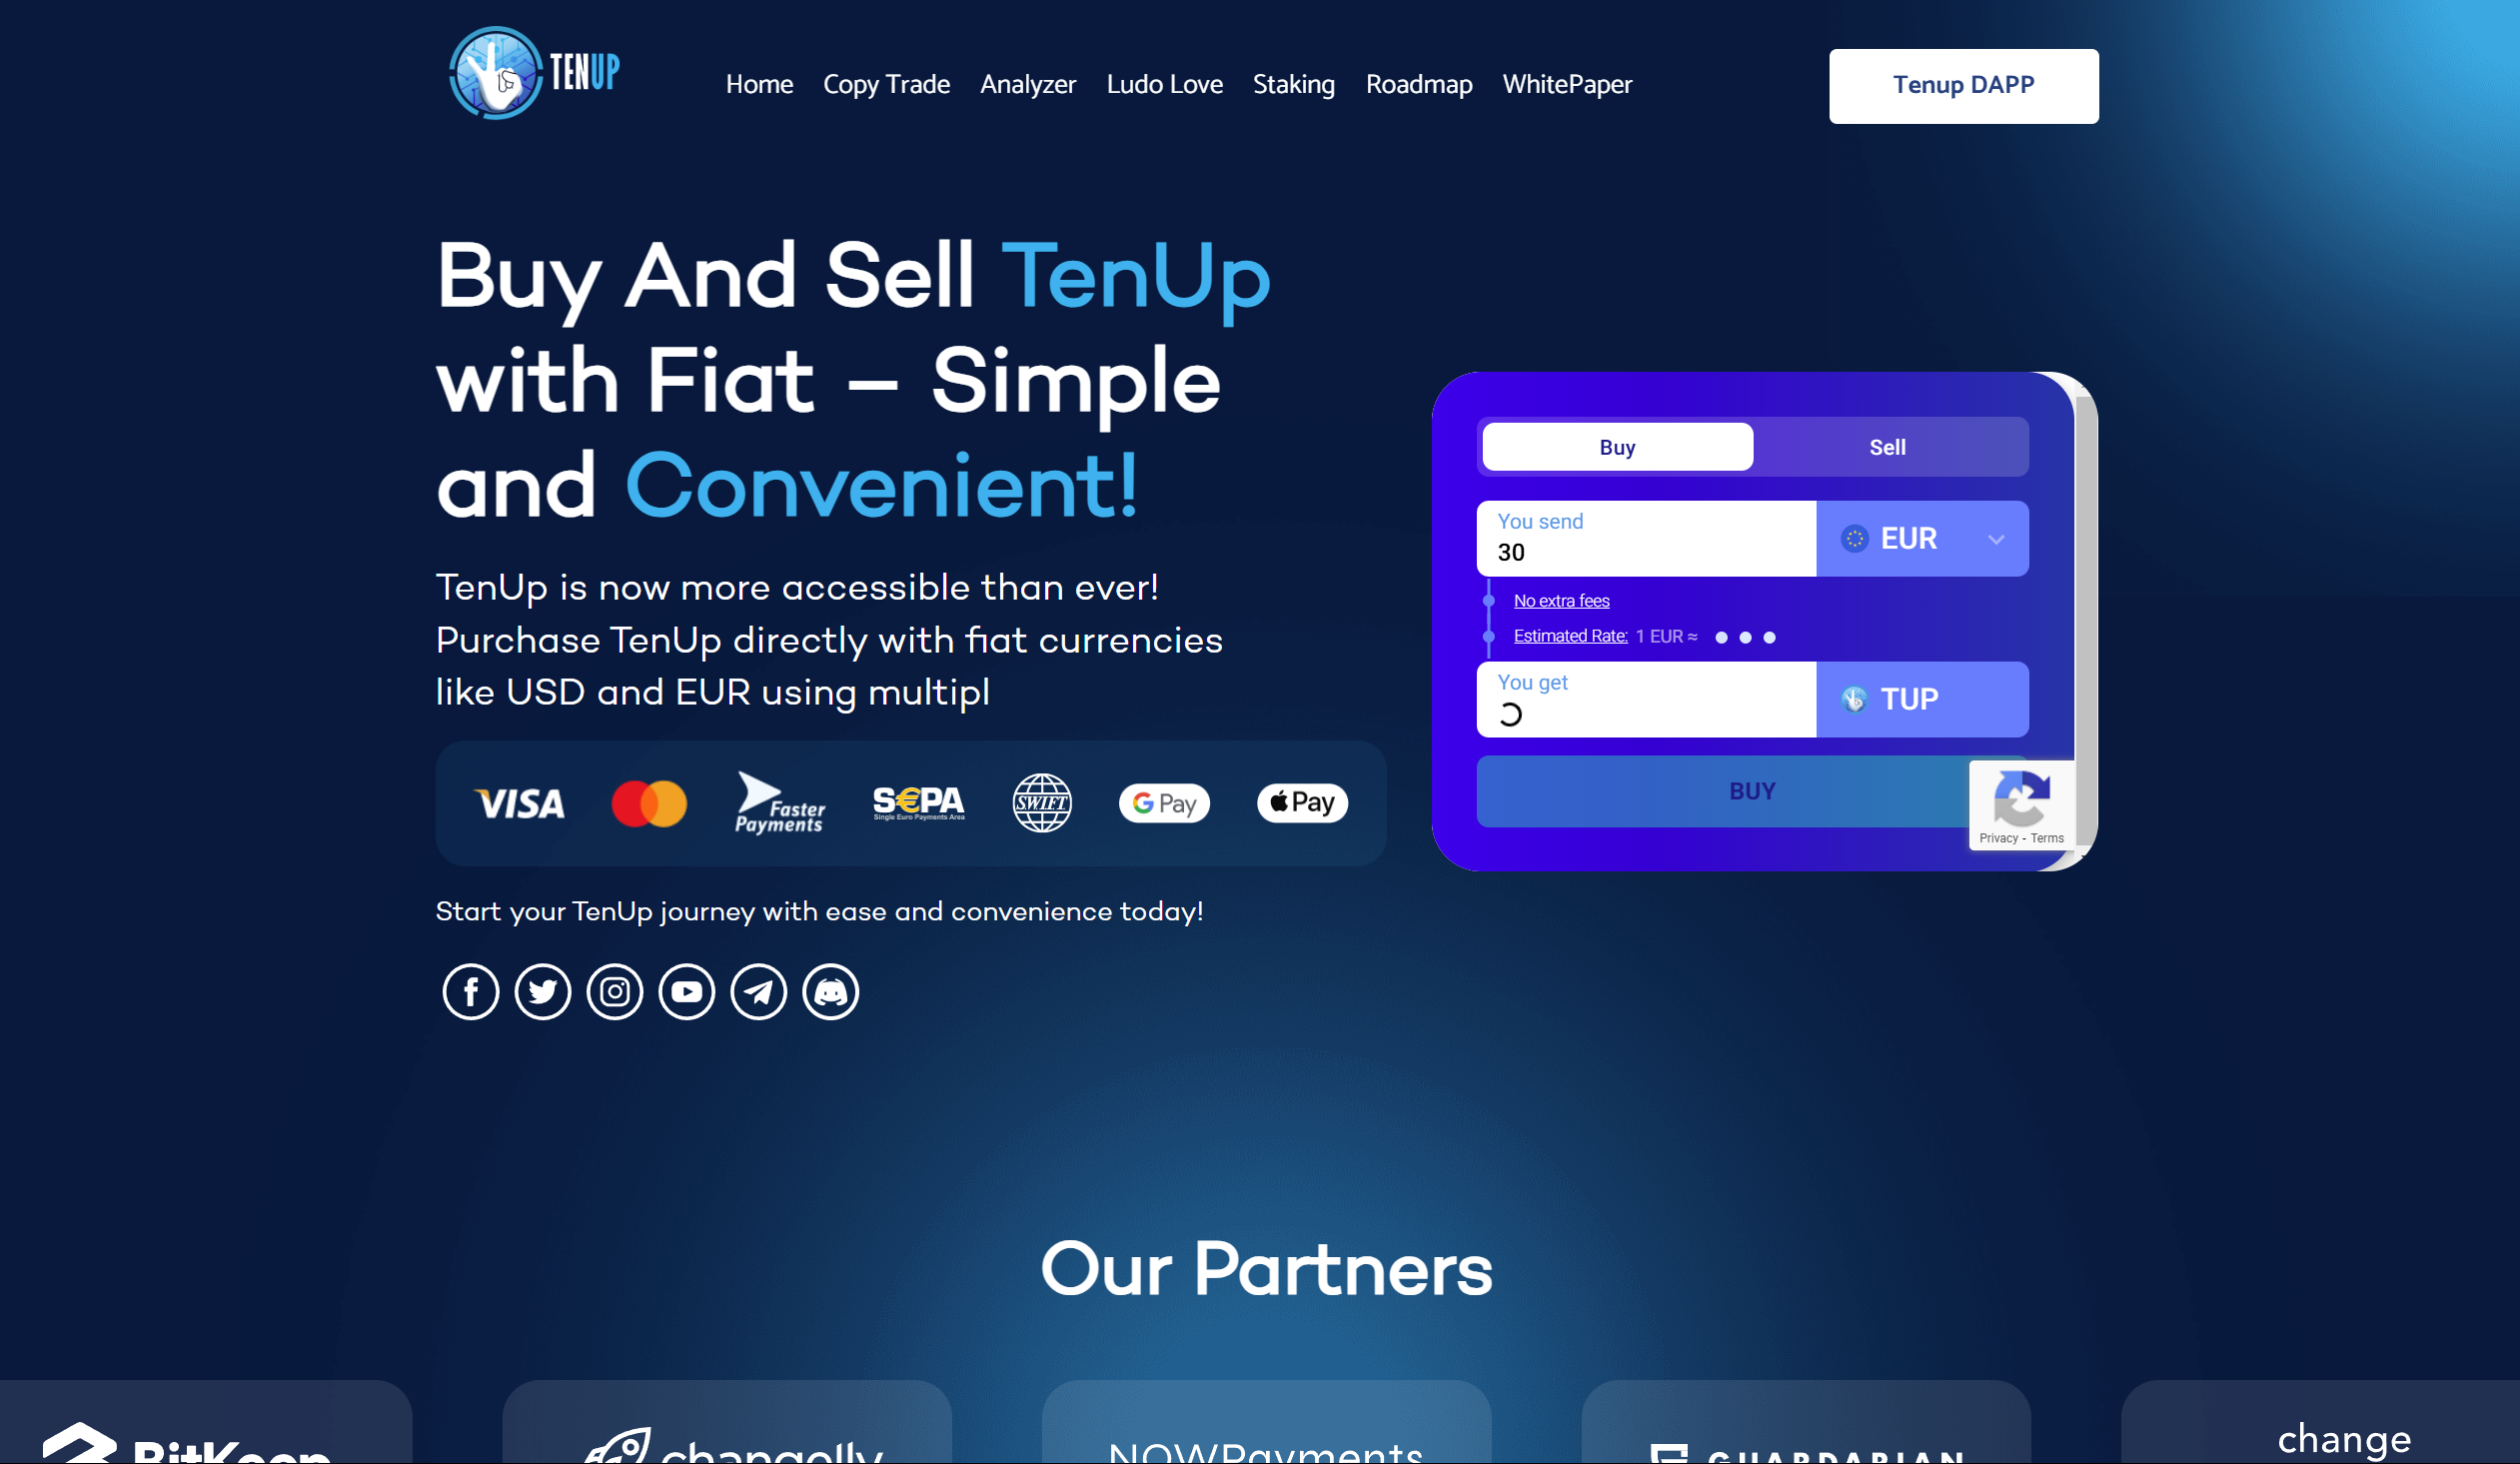 TENUP
Home Copy Trade Analyzer Ludo Love Staking Roadmap WhitePaper
Tenup DAPP
Buy And Sell TenUp
with Fiat – Simple
and Convenient!
TenUp is now more accessible than ever!
Purchase TenUp directly with fiat currencies
like USD and EUR using multipl
VISA
Faster
Payments
S€PA
Single Euro Payments Area
SWIFT
G Pay
Pay
Start your TenUp journey with ease and convenience today!
Buy Sell
You send
30
EUR
No extra fees
Estimated Rate: 1 EUR ≈
You get
TUP
BUY
Privacy - Terms
Our Partners
BitKeep
changelly
NOWPayments
GUARDARIAN
change